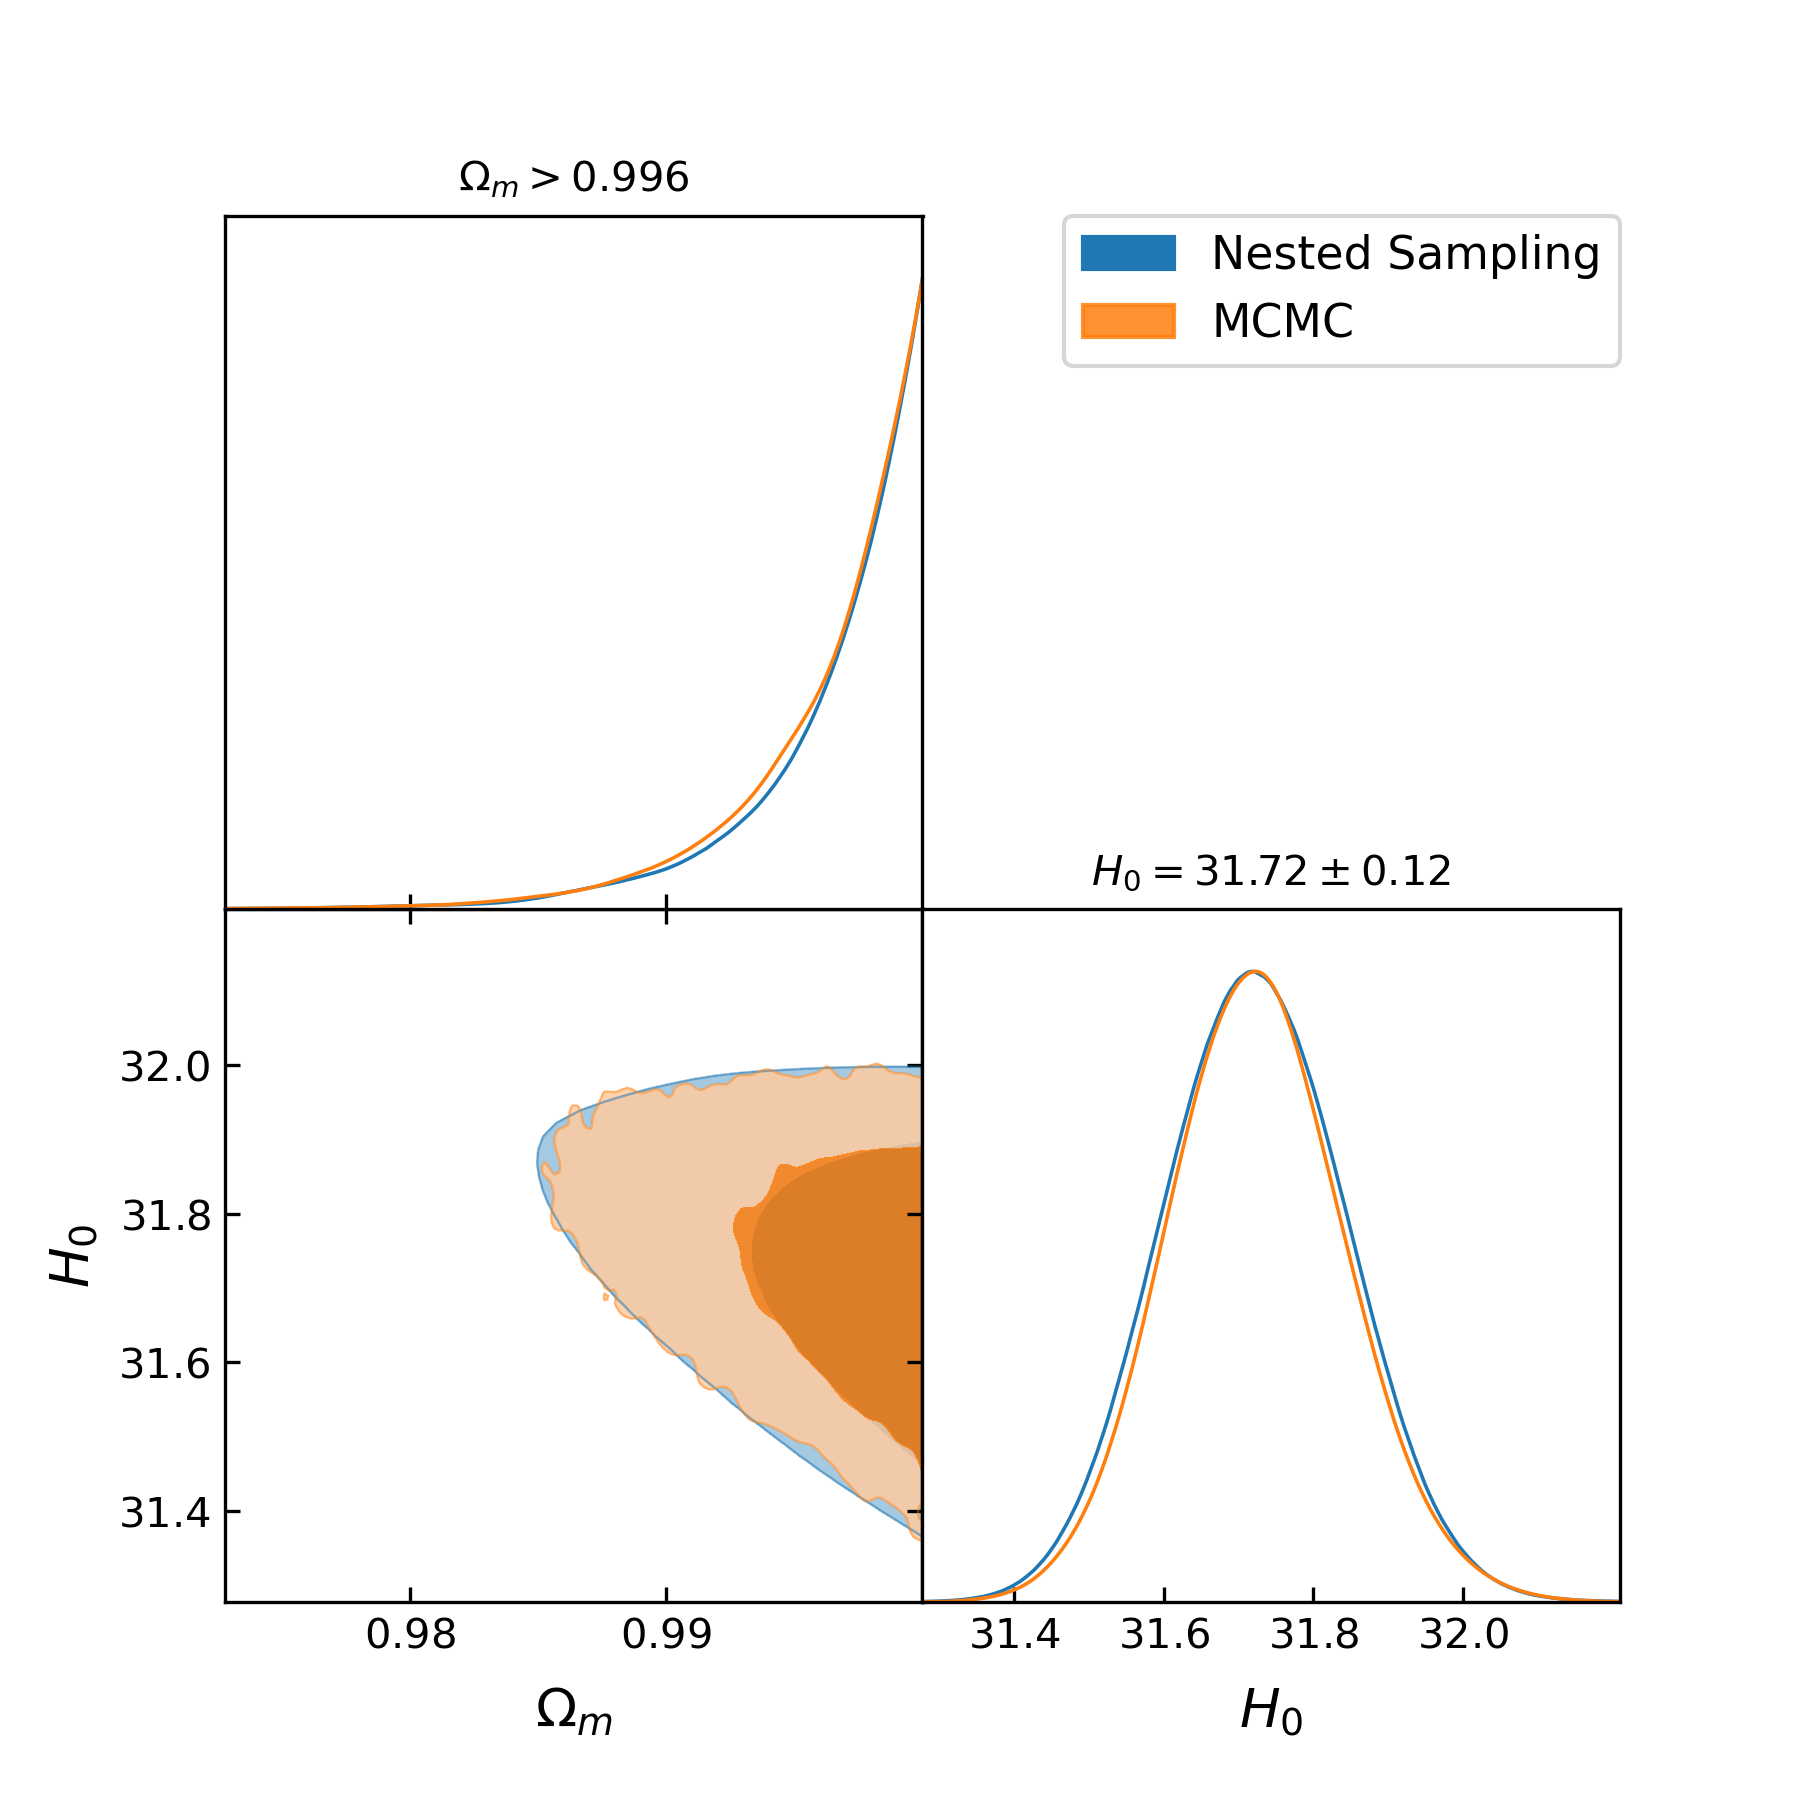 Ωₘ > 0.996
Nested Sampling
MCMC
H₀ = 31.72 ± 0.12
32.0
31.8
31.6
31.4
H₀
0.98 0.99
31.4 31.6 31.8 32.0
Ωₘ
H₀